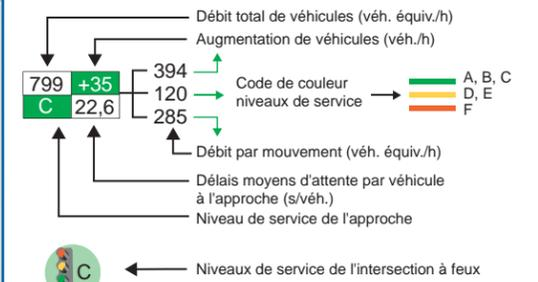 Débit total de véhicules (véh. équiv./h)
Augmentation de véhicules (véh./h)
799 +35
C 22,6
394
120
285
Code de couleur
niveaux de service
A, B, C
D, E
F
Débit par mouvement (véh. équiv./h)
Délais moyens d'attente par véhicule
à l'approche (s/véh.)
Niveau de service de l'approche
C
Niveaux de service de l'intersection à feux